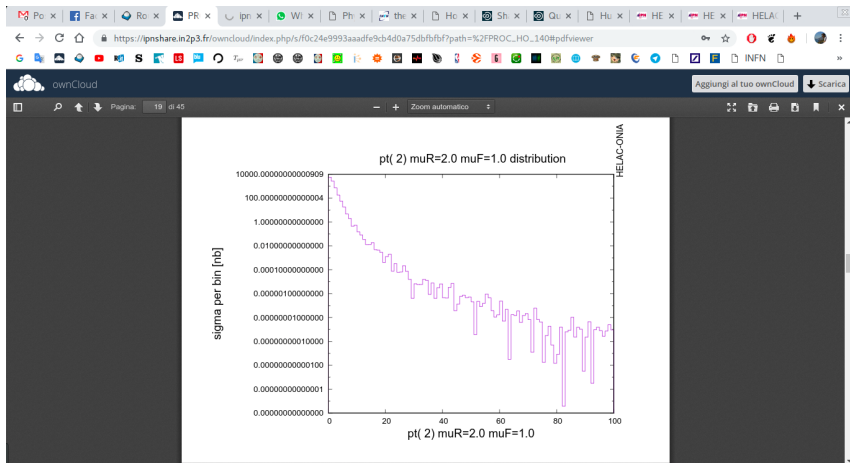 Po
Fac
Ro
PR
ipn
Wh
Ph
the
Ho
Sh
Qu
Hu
HE
HE
HELA
https://ipnshare.in2p3.fr/owncloud/index.php/s/f0c24e9993aaadfe9cb4d0a75dbfbfbf?path=%2FPROC_HO_140#pdfviewer
INFN
ownCloud
Aggiungi al tuo ownCloud
Scarica
Pagina: 19 di 45
Zoom automatico
HELAC-ONIA
pt( 2) muR=2.0 muF=1.0 distribution
sigma per bin [nb]
10000.00000000000909
100.00000000000004
1.00000000000000
0.01000000000000
0.00010000000000
0.00000100000000
0.00000001000000
0.00000000010000
0.00000000000100
0.00000000000001
0.00000000000000
0 20 40 60 80 100
pt( 2) muR=2.0 muF=1.0